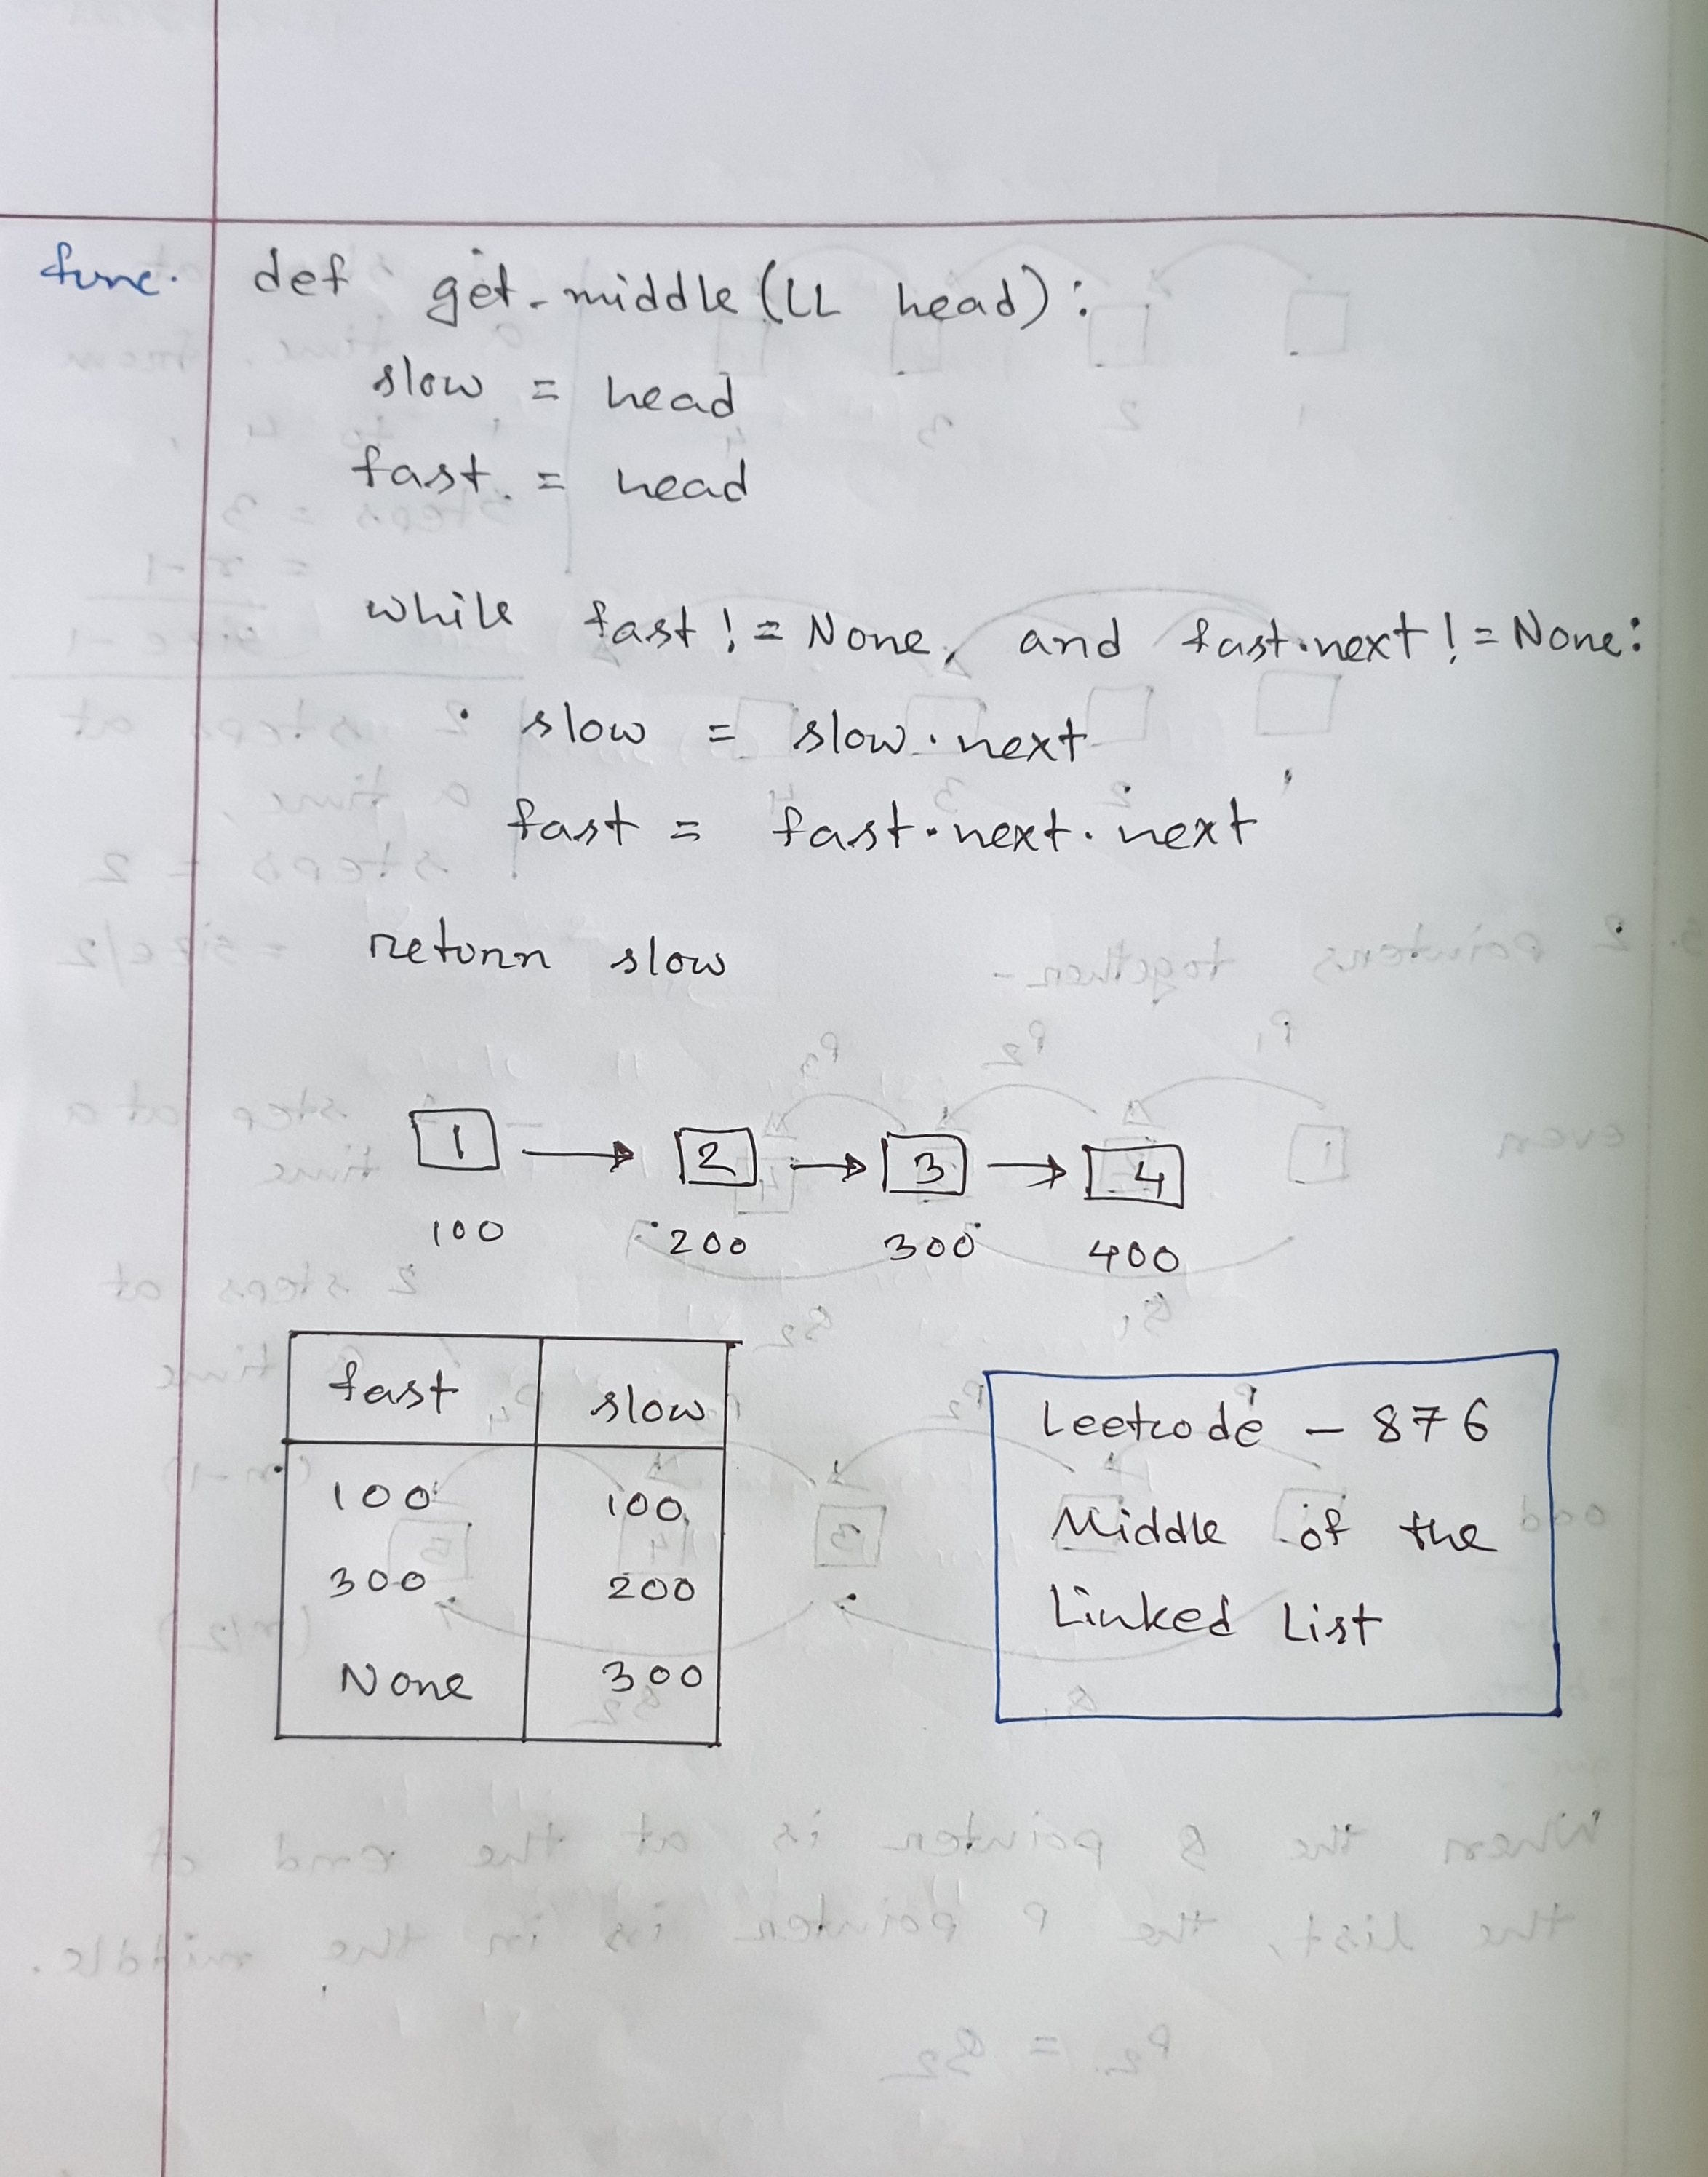 func. def get-middle(LL head):
slow = head
fast = head
while fast != None and fast.next != None:
slow = slow.next
fast = fast.next.next
return slow
1 → 2 → 3 → 4
100 200 300 400
fast slow
100 100
300 200
None 300
Leetcode - 876
Middle of the
Linked List